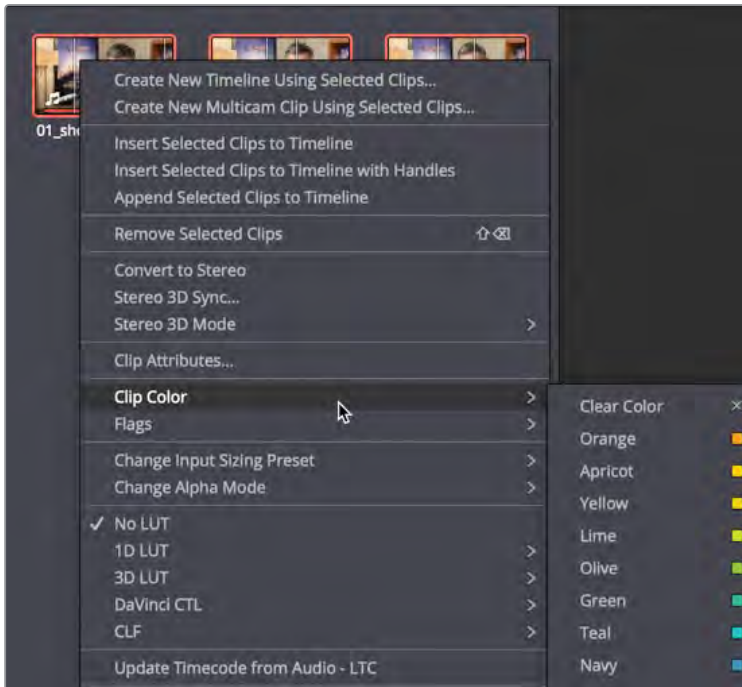 01_sho
Create New Timeline Using Selected Clips...
Create New Multicam Clip Using Selected Clips...
Insert Selected Clips to Timeline
Insert Selected Clips to Timeline with Handles
Append Selected Clips to Timeline
Remove Selected Clips
Convert to Stereo
Stereo 3D Sync...
Stereo 3D Mode
Clip Attributes...
Clip Color
Flags
Change Input Sizing Preset
Change Alpha Mode
No LUT
1D LUT
3D LUT
DaVinci CTL
CLF
Update Timecode from Audio - LTC
Clear Color
Orange
Apricot
Yellow
Lime
Olive
Green
Teal
Navy